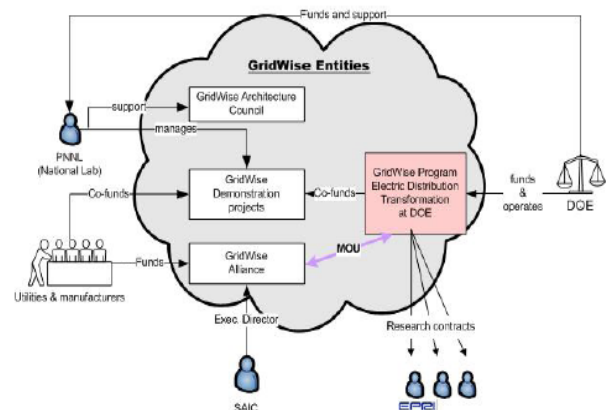 Funds and support
GridWise Entities
GridWise Architecture
Council
support
manages
PNNL
(National Lab)
GridWise
Demonstration
projects
Co-funds
Co-funds
GridWise Program
Electric Distribution
Transformation
at DOE
funds
& operates
DOE
MOU
GridWise
Alliance
Funds
Utilities & manufacturers
Exec. Director
Research contracts
SAIC
EPRI